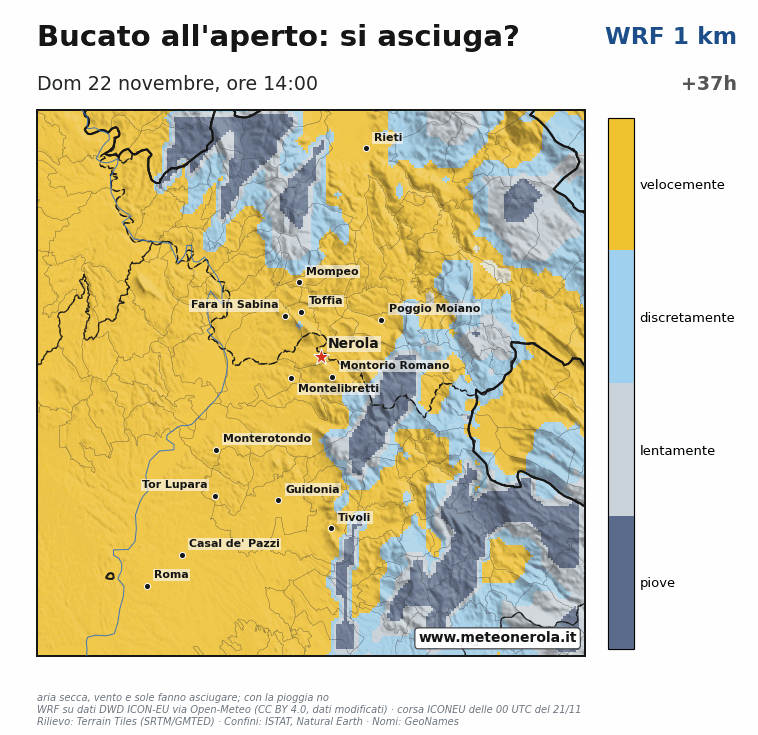 Bucato all'aperto: si asciuga?
WRF 1 km
Dom 22 novembre, ore 14:00
+37h
Rieti
Mompeo
Fara in Sabina
Toffia
Poggio Moiano
Nerola
Montorio Romano
Montelibretti
Monterotondo
Tor Lupara
Guidonia
Tivoli
Casal de' Pazzi
Roma
www.meteonerola.it
velocemente
discretamente
lentamente
piove
aria secca, vento e sole fanno asciugare; con la pioggia no
WRF su dati DWD ICON-EU via Open-Meteo (CC BY 4.0, dati modificati) · corsa ICONEU delle 00 UTC del 21/11
Rilievo: Terrain Tiles (SRTM/GMTED) · Confini: ISTAT, Natural Earth · Nomi: GeoNames